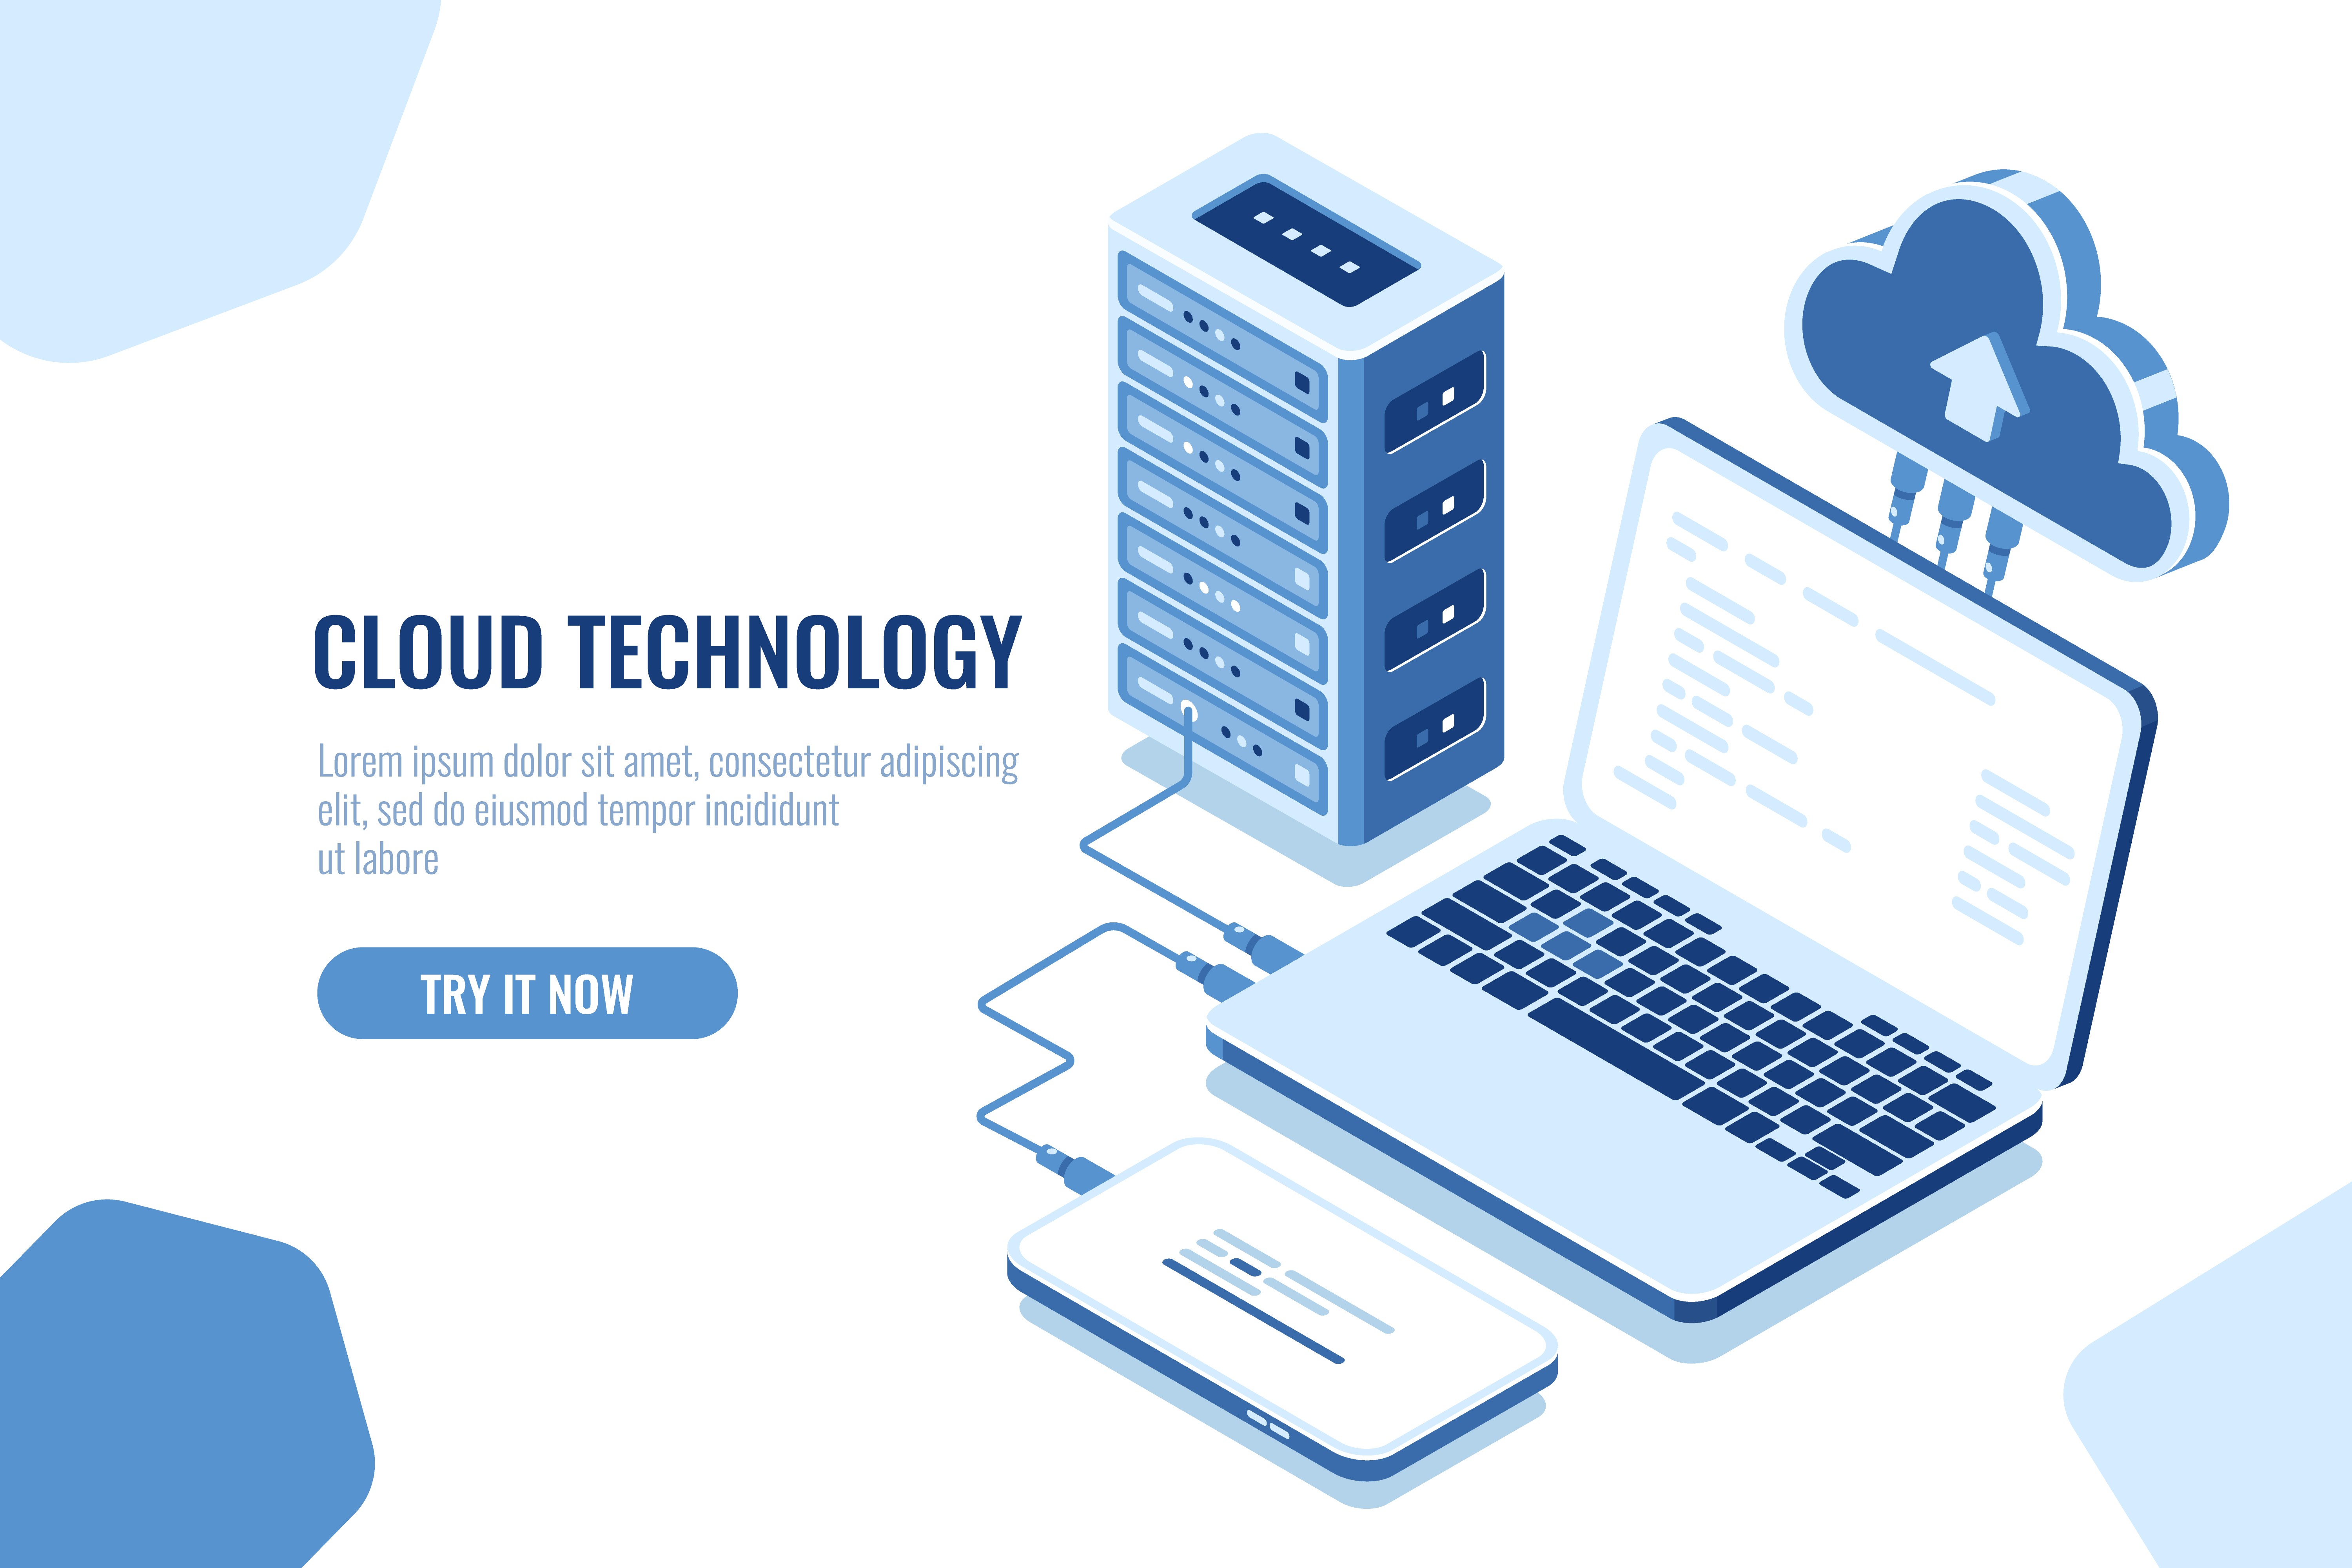 CLOUD TECHNOLOGY
Lorem ipsum dolor sit amet, consectetur adipiscing
elit, sed do eiusmod tempor incididunt
ut labore
TRY IT NOW